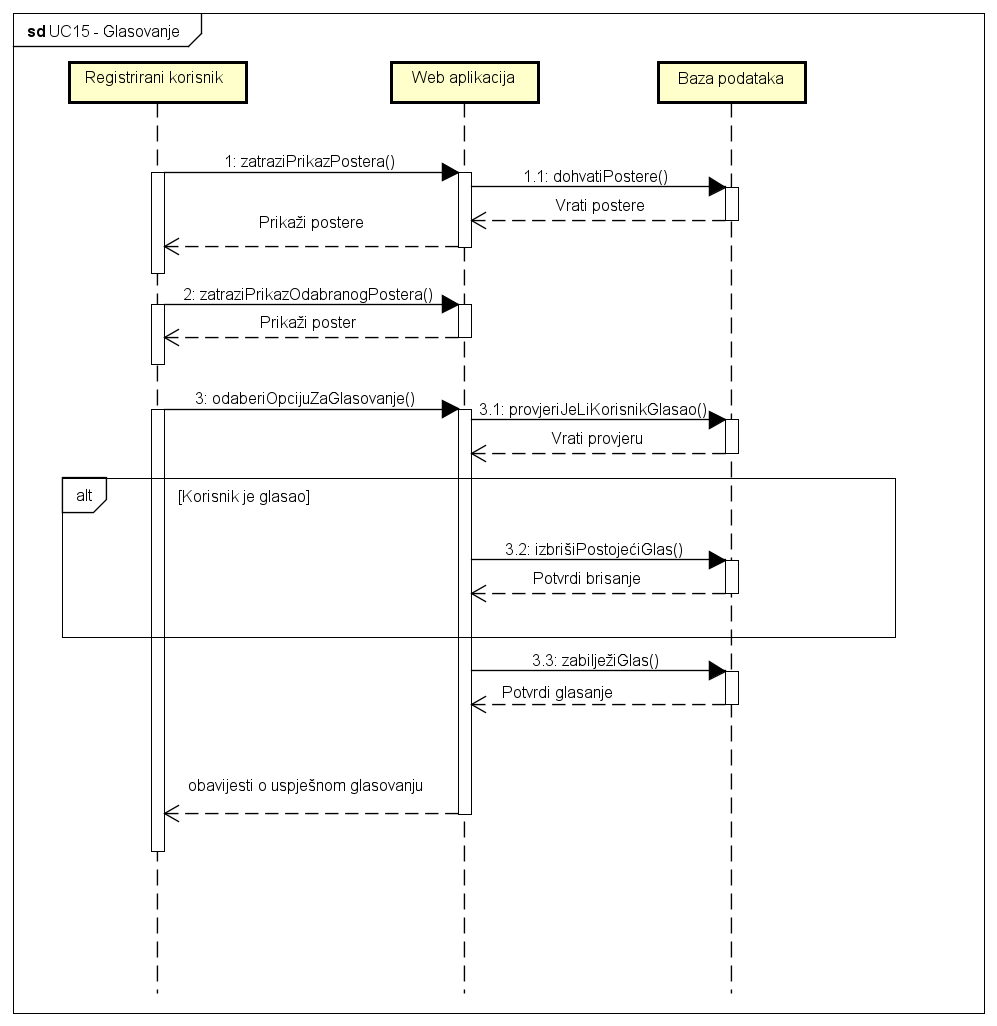 sd UC15 - Glasovanje
Registrirani korisnik
Web aplikacija
Baza podataka
1: zatraziPrikazPostera()
1.1: dohvatiPostere()
Vrati postere
Prikaži postere
2: zatraziPrikazOdabranogPostera()
Prikaži poster
3: odaberiOpcijuZaGlasovanje()
3.1: provjeriJeLiKorisnikGlasao()
Vrati provjeru
alt
[Korisnik je glasao]
3.2: izbrišiPostojećiGlas()
Potvrdi brisanje
3.3: zabilježiGlas()
Potvrdi glasanje
obavijesti o uspješnom glasovanju